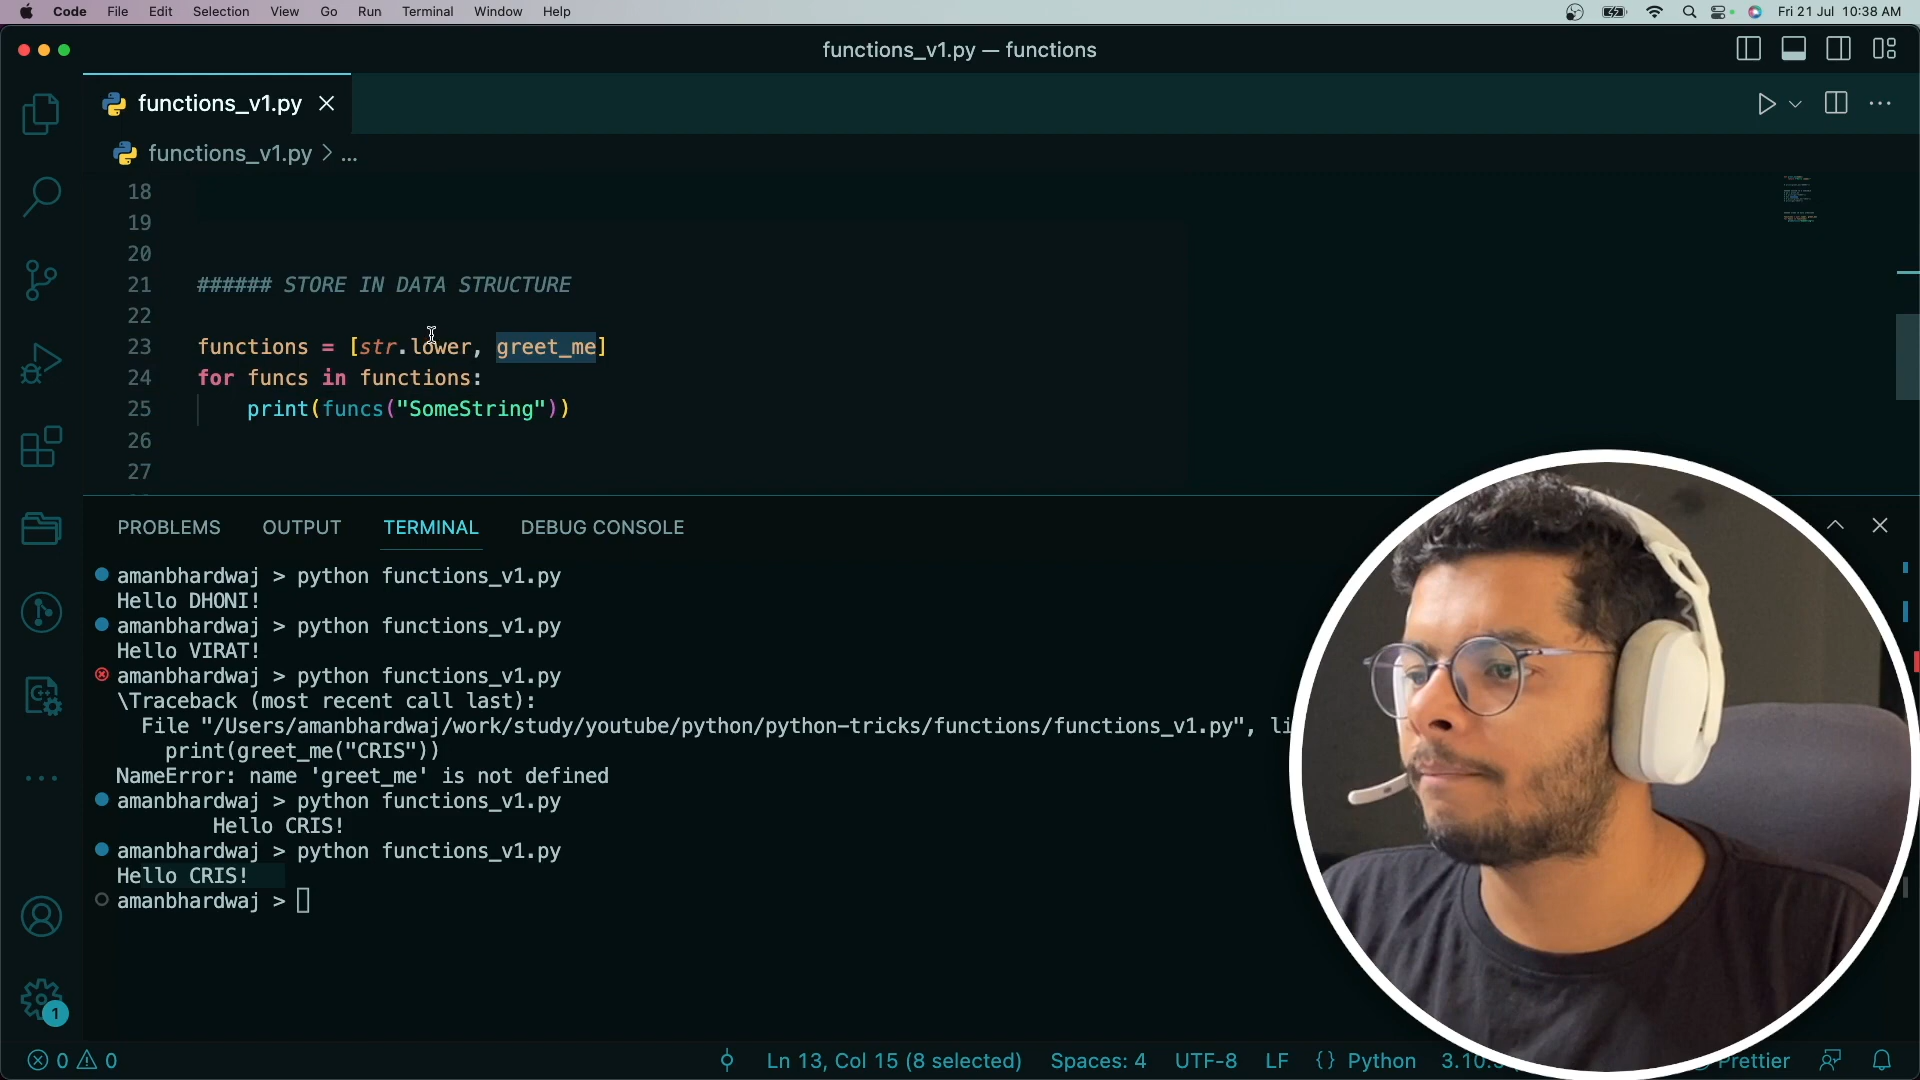 Code File Edit Selection View Go Run Terminal Window Help Fri 21 Jul 10:38 AM
functions_v1.py — functions
functions_v1.py
functions_v1.py > ...
18
19
20
21 ###### STORE IN DATA STRUCTURE
22
23 functions = [str.lower, greet_me]
24 for funcs in functions:
25 print(funcs("SomeString"))
26
27
PROBLEMS OUTPUT TERMINAL DEBUG CONSOLE
amanbhardwaj > python functions_v1.py
Hello DHONI!
amanbhardwaj > python functions_v1.py
Hello VIRAT!
amanbhardwaj > python functions_v1.py
\Traceback (most recent call last):
File "/Users/amanbhardwaj/work/study/youtube/python/python-tricks/functions/functions_v1.py", li
print(greet_me("CRIS"))
NameError: name 'greet_me' is not defined
amanbhardwaj > python functions_v1.py
Hello CRIS!
amanbhardwaj > python functions_v1.py
Hello CRIS!
amanbhardwaj >
1
0 0 Ln 13, Col 15 (8 selected) Spaces: 4 UTF-8 LF {} Python 3.10. Prettier